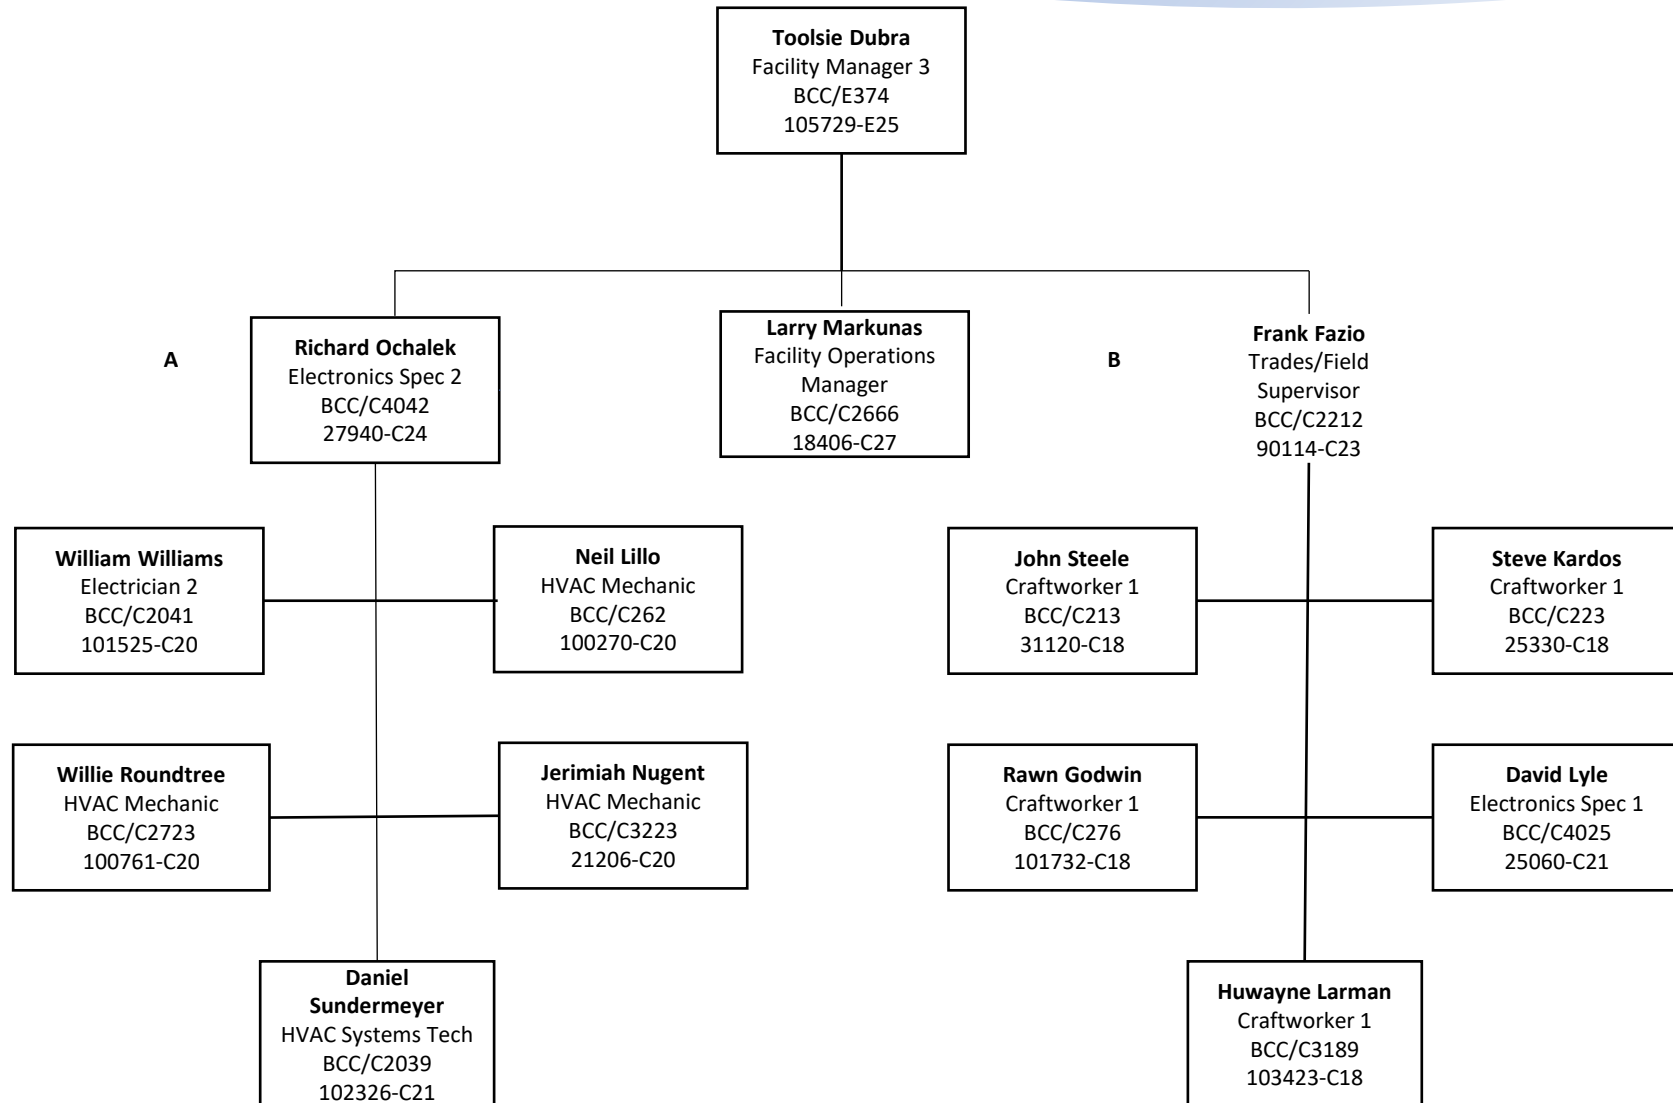 Toolsie Dubra
Facility Manager 3
BCC/E374
105729-E25
A
Richard Ochalek
Electronics Spec 2
BCC/C4042
27940-C24
Larry Markunas
Facility Operations
Manager
BCC/C2666
18406-C27
B
Frank Fazio
Trades/Field
Supervisor
BCC/C2212
90114-C23
William Williams
Electrician 2
BCC/C2041
101525-C20
Neil Lillo
HVAC Mechanic
BCC/C262
100270-C20
John Steele
Craftworker 1
BCC/C213
31120-C18
Steve Kardos
Craftworker 1
BCC/C223
25330-C18
Willie Roundtree
HVAC Mechanic
BCC/C2723
100761-C20
Jerimiah Nugent
HVAC Mechanic
BCC/C3223
21206-C20
Rawn Godwin
Craftworker 1
BCC/C276
101732-C18
David Lyle
Electronics Spec 1
BCC/C4025
25060-C21
Daniel
Sundermeyer
HVAC Systems Tech
BCC/C2039
102326-C21
Huwayne Larman
Craftworker 1
BCC/C3189
103423-C18